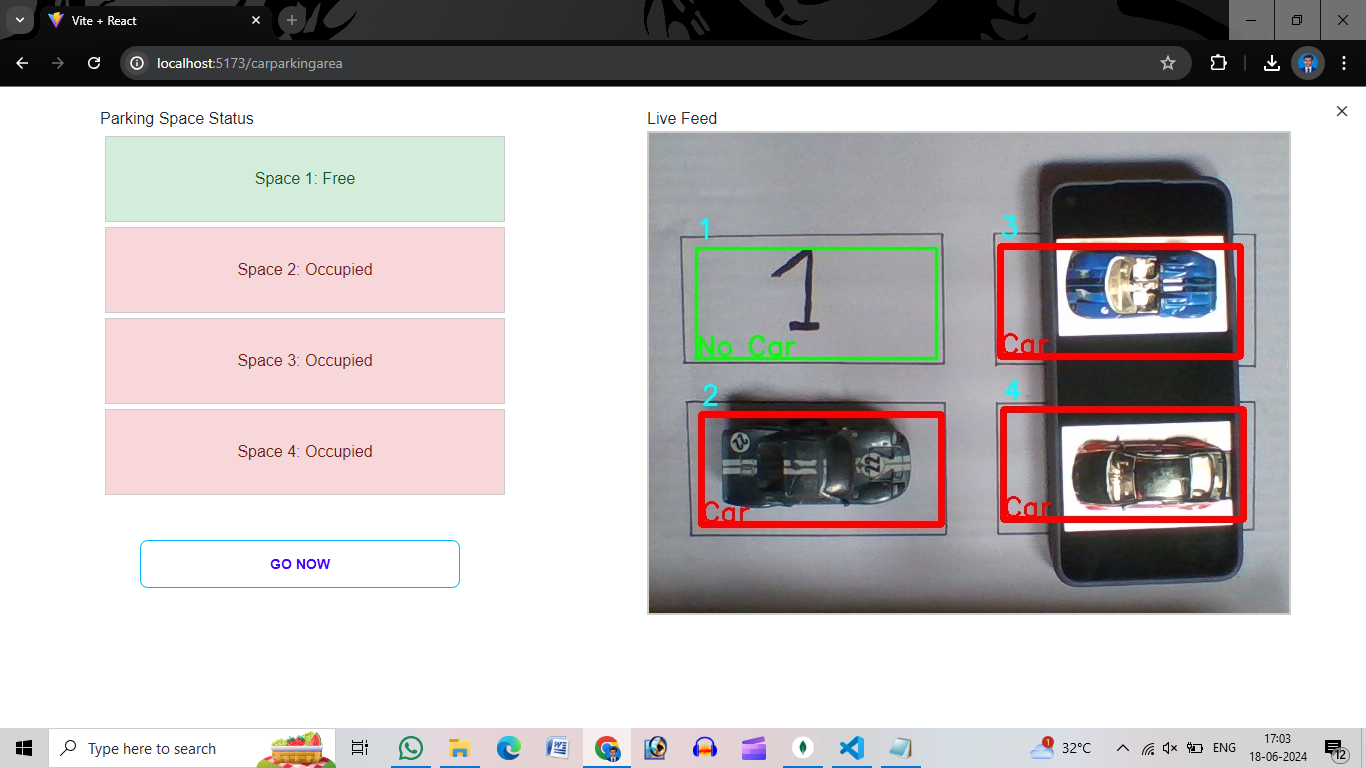 Vite + React
localhost:5173/carparkingarea
Parking Space Status
Space 1: Free
Space 2: Occupied
Space 3: Occupied
Space 4: Occupied
GO NOW
Live Feed
1
1
No Car
2
22
22
Car
3
Car
4
Car
Type here to search
1
32°C
ENG
17:03
18-06-2024
12